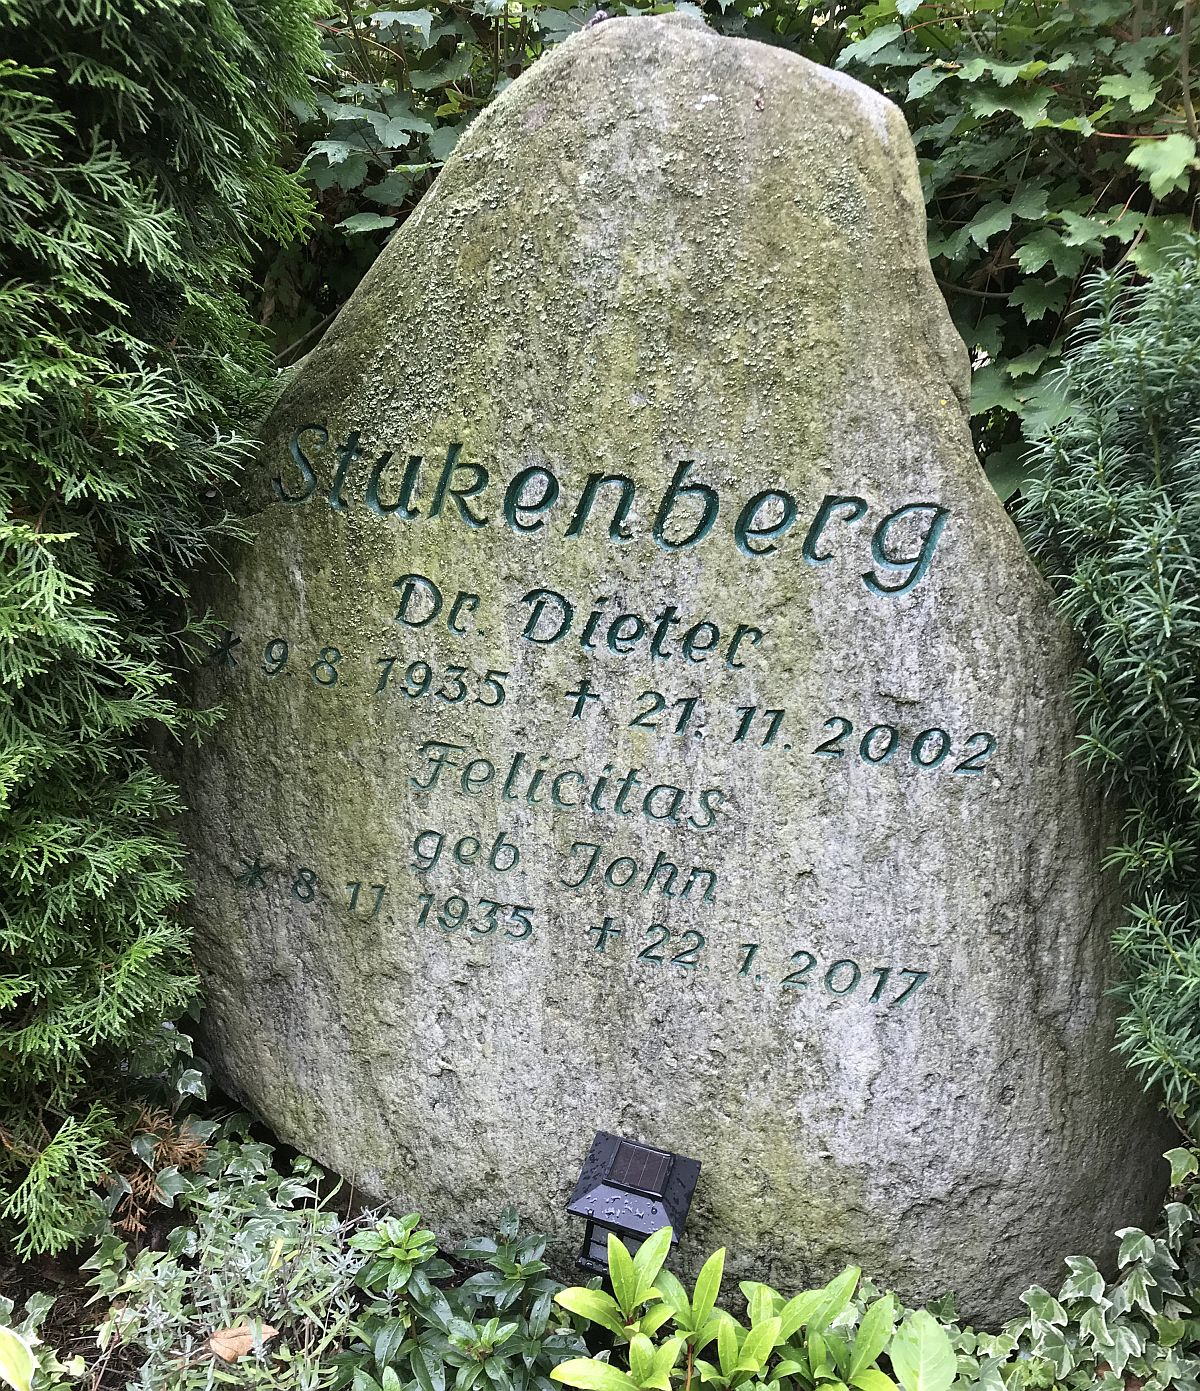 Stukenberg
Dr. Dieter
* 9. 8. 1935 † 21. 11. 2002
Felicitas
geb. John
* 8. 11. 1935 † 22. 1. 2017